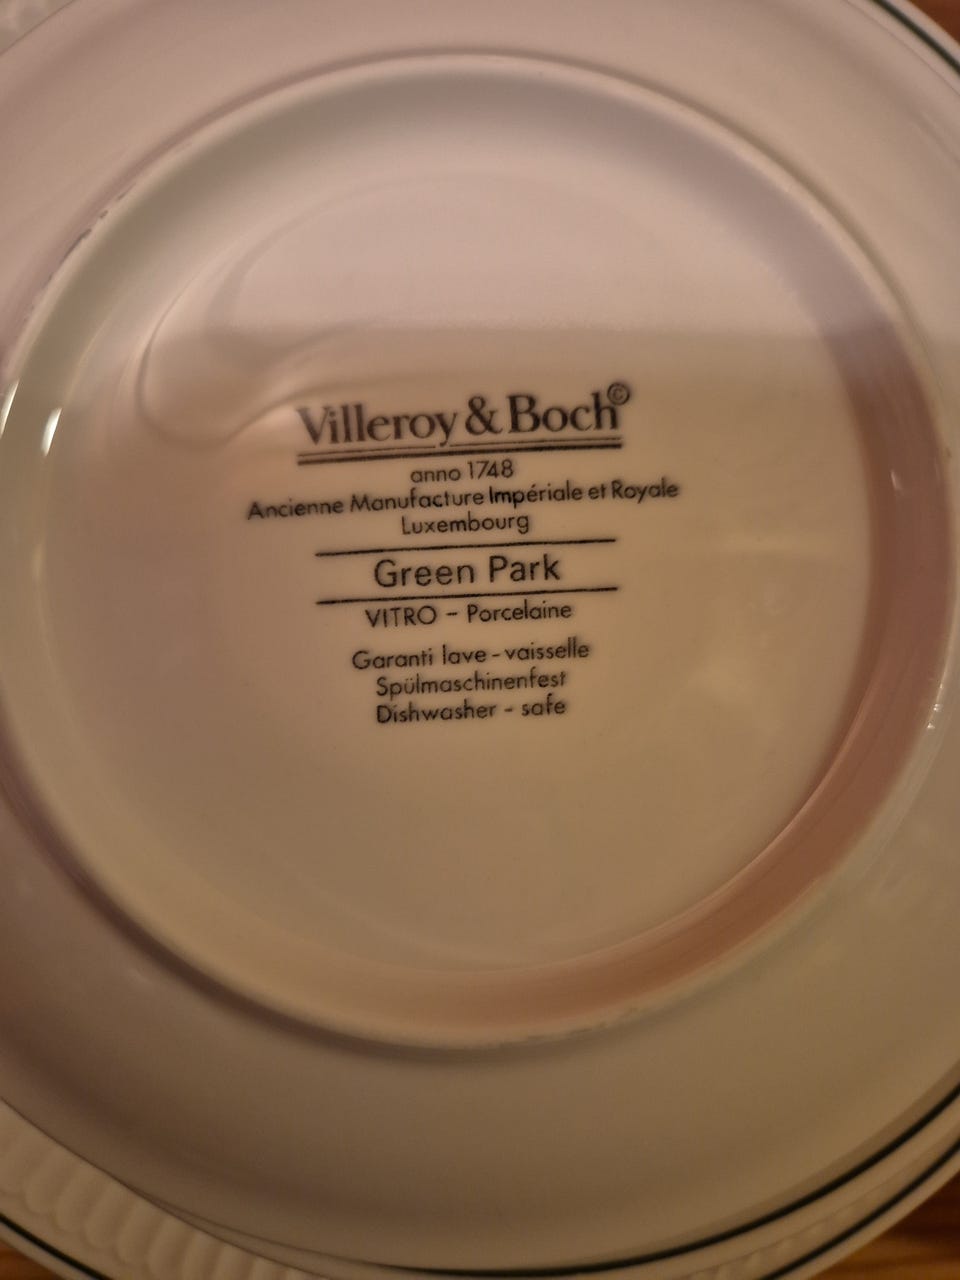 Villeroy & Boch©
anno 1748
Ancienne Manufacture Impériale et Royale
Luxembourg
Green Park
VITRO - Porcelaine
Garanti lave - vaisselle
Spülmaschinenfest
Dishwasher - safe